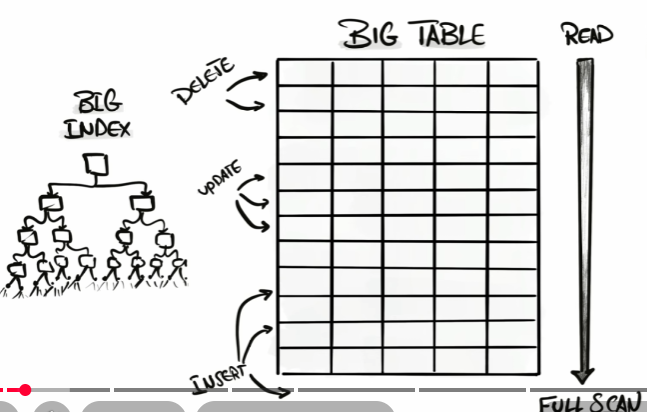 BIG TABLE
READ
DELETE
BIG
INDEX
UPDATE
INSERT
FULL SCAN